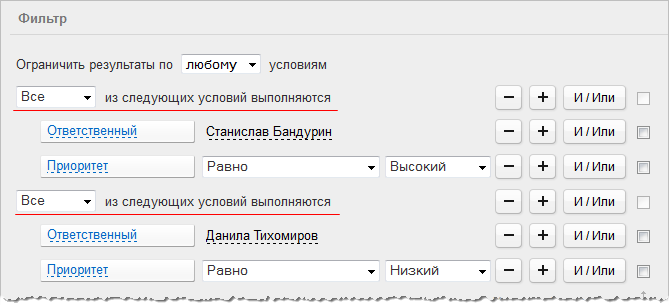 Фильтр
Ограничить результаты по любому условиям
Все из следующих условий выполняются − + И / Или
Ответственный Станислав Бандурин − + И / Или
Приоритет Равно Высокий − + И / Или
Все из следующих условий выполняются − + И / Или
Ответственный Данила Тихомиров − + И / Или
Приоритет Равно Низкий − + И / Или